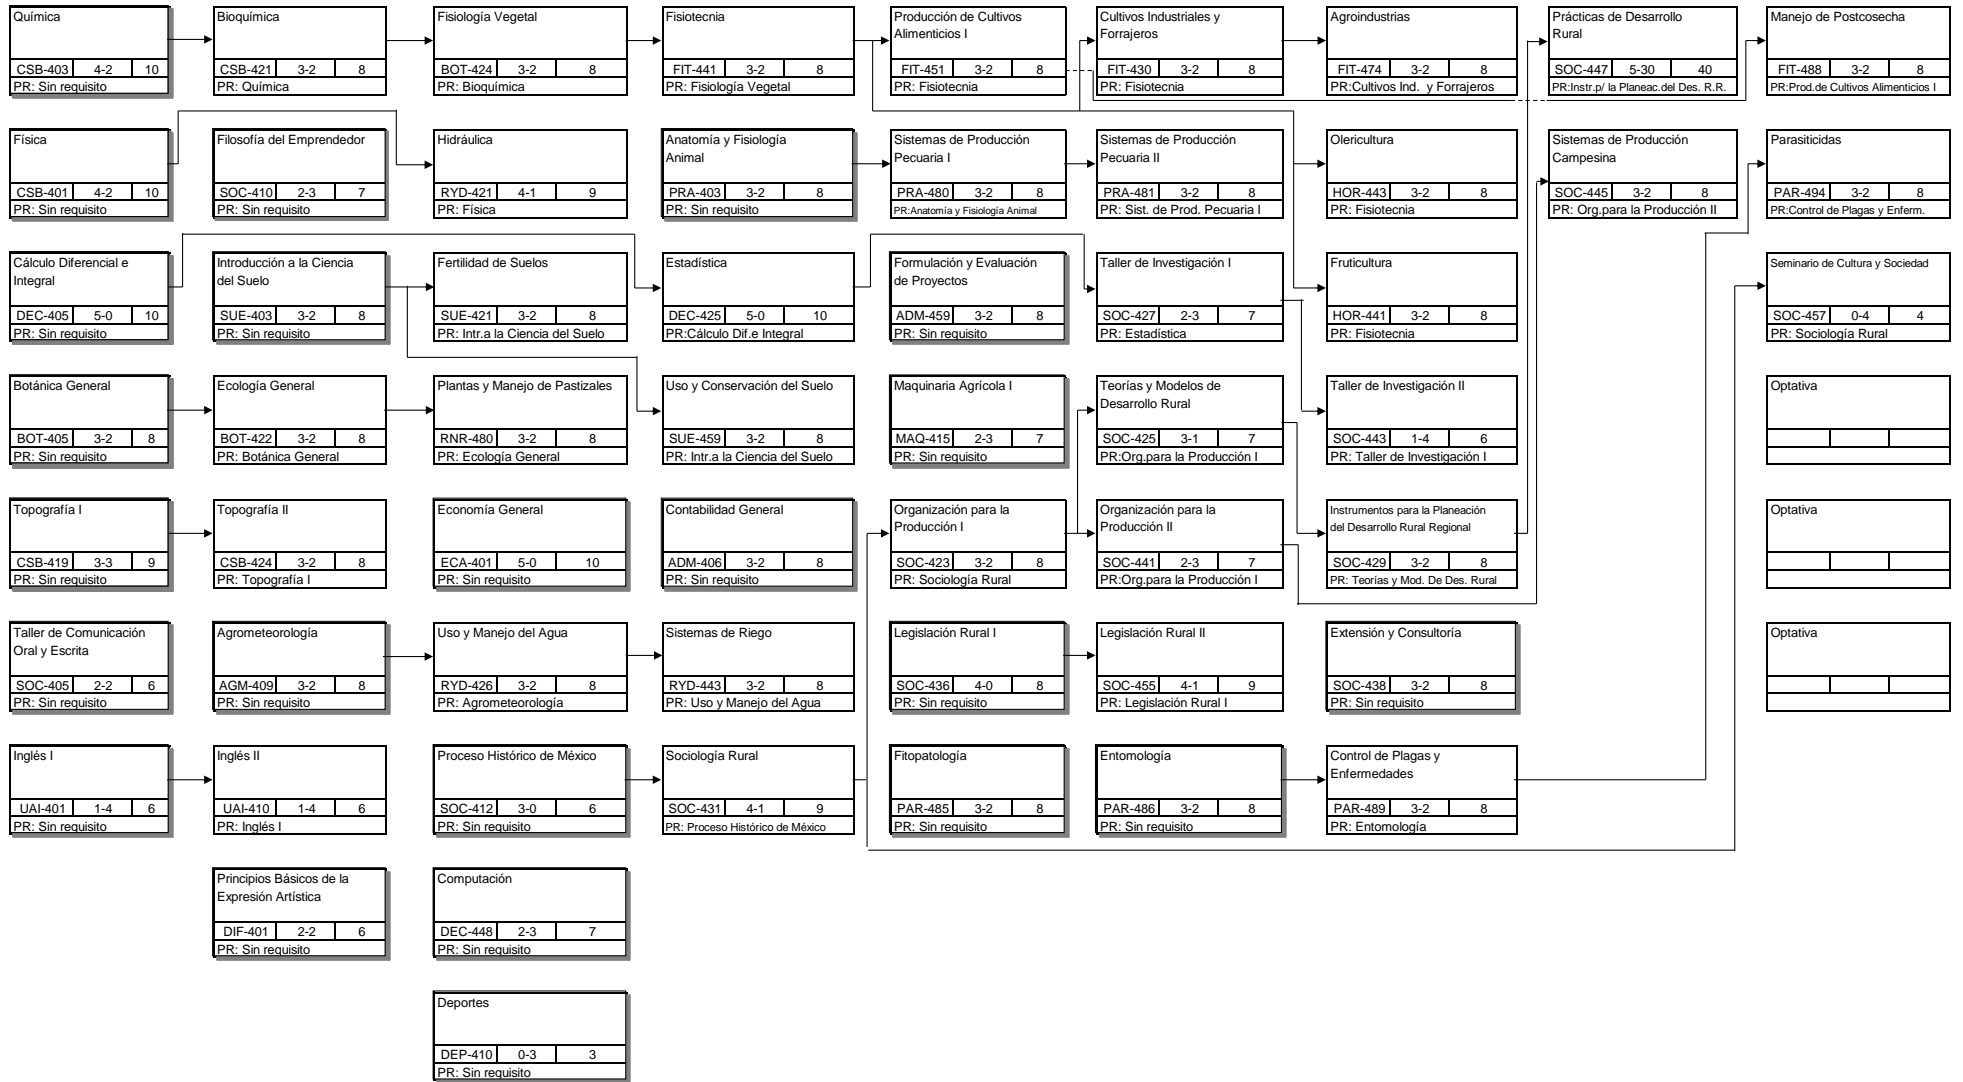 Química
CSB-403 4-2 10
PR: Sin requisito
Bioquímica
CSB-421 3-2 8
PR: Química
Fisiología Vegetal
BOT-424 3-2 8
PR: Bioquímica
Fisiotecnia
FIT-441 3-2 8
PR: Fisiología Vegetal
Producción de Cultivos
Alimenticios I
FIT-451 3-2 8
PR: Fisiotecnia
Cultivos Industriales y
Forrajeros
FIT-430 3-2 8
PR: Fisiotecnia
Agroindustrias
FIT-474 3-2 8
PR:Cultivos Ind. y Forrajeros
Prácticas de Desarrollo
Rural
SOC-447 5-30 40
PR:Instr.p/ la Planeac.del Des. R.R.
Manejo de Postcosecha
FIT-488 3-2 8
PR:Prod.de Cultivos Alimenticios I
Física
CSB-401 4-2 10
PR: Sin requisito
Filosofía del Emprendedor
SOC-410 2-3 7
PR: Sin requisito
Hidráulica
RYD-421 4-1 9
PR: Física
Anatomía y Fisiología
Animal
PRA-403 3-2 8
PR: Sin requisito
Sistemas de Producción
Pecuaria I
PRA-480 3-2 8
PR:Anatomía y Fisiología Animal
Sistemas de Producción
Pecuaria II
PRA-481 3-2 8
PR: Sist. de Prod. Pecuaria I
Olericultura
HOR-443 3-2 8
PR: Fisiotecnia
Sistemas de Producción
Campesina
SOC-445 3-2 8
PR: Org.para la Producción II
Parasiticidas
PAR-494 3-2 8
PR:Control de Plagas y Enferm.
Cálculo Diferencial e
Integral
DEC-405 5-0 10
PR: Sin requisito
Introducción a la Ciencia
del Suelo
SUE-403 3-2 8
PR: Sin requisito
Fertilidad de Suelos
SUE-421 3-2 8
PR: Intr.a la Ciencia del Suelo
Estadística
DEC-425 5-0 10
PR:Cálculo Dif.e Integral
Formulación y Evaluación
de Proyectos
ADM-459 3-2 8
PR: Sin requisito
Taller de Investigación I
SOC-427 2-3 7
PR: Estadística
Fruticultura
HOR-441 3-2 8
PR: Fisiotecnia
Seminario de Cultura y Sociedad
SOC-457 0-4 4
PR: Sociología Rural
Botánica General
BOT-405 3-2 8
PR: Sin requisito
Ecología General
BOT-422 3-2 8
PR: Botánica General
Plantas y Manejo de Pastizales
RNR-480 3-2 8
PR: Ecología General
Uso y Conservación del Suelo
SUE-459 3-2 8
PR: Intr.a la Ciencia del Suelo
Maquinaria Agrícola I
MAQ-415 2-3 7
PR: Sin requisito
Teorías y Modelos de
Desarrollo Rural
SOC-425 3-1 7
PR:Org.para la Producción I
Taller de Investigación II
SOC-443 1-4 6
PR: Taller de Investigación I
Optativa
Topografía I
CSB-419 3-3 9
PR: Sin requisito
Topografía II
CSB-424 3-2 8
PR: Topografía I
Economía General
ECA-401 5-0 10
PR: Sin requisito
Contabilidad General
ADM-406 3-2 8
PR: Sin requisito
Organización para la
Producción I
SOC-423 3-2 8
PR: Sociología Rural
Organización para la
Producción II
SOC-441 2-3 7
PR:Org.para la Producción I
Instrumentos para la Planeación
del Desarrollo Rural Regional
SOC-429 3-2 8
PR: Teorías y Mod. De Des. Rural
Optativa
Taller de Comunicación
Oral y Escrita
SOC-405 2-2 6
PR: Sin requisito
Agrometeorología
AGM-409 3-2 8
PR: Sin requisito
Uso y Manejo del Agua
RYD-426 3-2 8
PR: Agrometeorología
Sistemas de Riego
RYD-443 3-2 8
PR: Uso y Manejo del Agua
Legislación Rural I
SOC-436 4-0 8
PR: Sin requisito
Legislación Rural II
SOC-455 4-1 9
PR: Legislación Rural I
Extensión y Consultoría
SOC-438 3-2 8
PR: Sin requisito
Optativa
Inglés I
UAI-401 1-4 6
PR: Sin requisito
Inglés II
UAI-410 1-4 6
PR: Inglés I
Proceso Histórico de México
SOC-412 3-0 6
PR: Sin requisito
Sociología Rural
SOC-431 4-1 9
PR: Proceso Histórico de México
Fitopatología
PAR-485 3-2 8
PR: Sin requisito
Entomología
PAR-486 3-2 8
PR: Sin requisito
Control de Plagas y
Enfermedades
PAR-489 3-2 8
PR: Entomología
Principios Básicos de la
Expresión Artística
DIF-401 2-2 6
PR: Sin requisito
Computación
DEC-448 2-3 7
PR: Sin requisito
Deportes
DEP-410 0-3 3
PR: Sin requisito